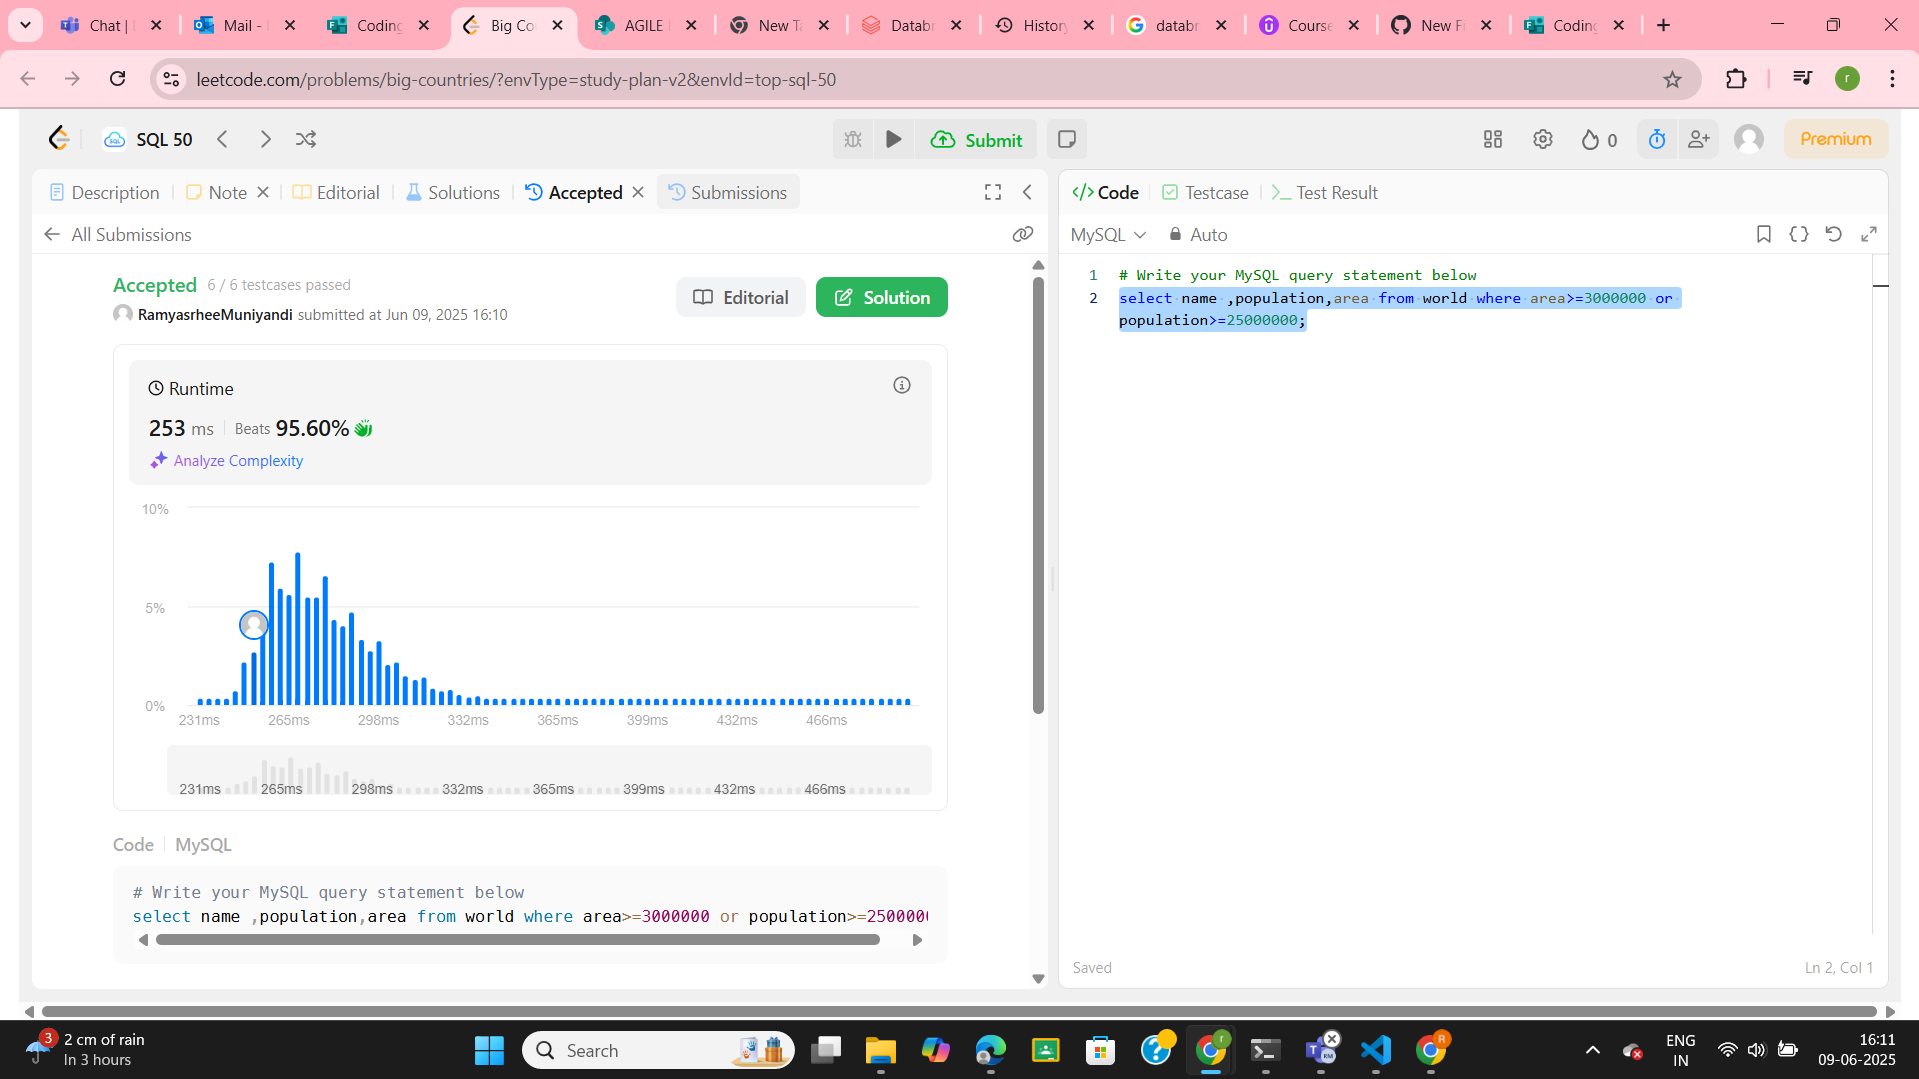 Chat |
Mail -
Coding
Big Co
AGILE
New Ta
Databr
History
databr
Course
New Fi
Coding
leetcode.com/problems/big-countries/?envType=study-plan-v2&envId=top-sql-50
r
SQL 50
Submit
0
Premium
Description
Note
Editorial
Solutions
Accepted
Submissions
All Submissions
Accepted 6 / 6 testcases passed
RamyasrheeMuniyandi submitted at Jun 09, 2025 16:10
Editorial
Solution
Runtime
253 ms Beats 95.60%
Analyze Complexity
10%
5%
0%
231ms 265ms 298ms 332ms 365ms 399ms 432ms 466ms
231ms 265ms 298ms 332ms 365ms 399ms 432ms 466ms
Code MySQL
# Write your MySQL query statement below
select name ,population,area from world where area>=3000000 or population>=2500000
</> Code
Testcase
>_ Test Result
MySQL
Auto
1 # Write your MySQL query statement below
2 select name ,population,area from world where area>=3000000 or
population>=25000000;
Saved
Ln 2, Col 1
3
2 cm of rain
In 3 hours
Search
ENG
IN
16:11
09-06-2025